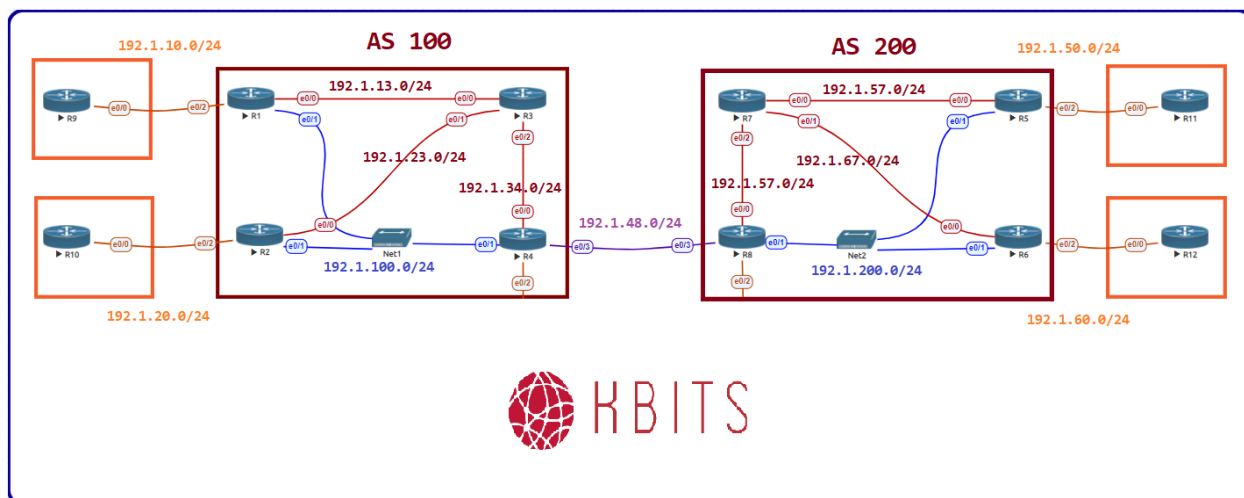 AS 100
AS 200
192.1.10.0/24
192.1.50.0/24
192.1.13.0/24
192.1.57.0/24
e0/0
e0/2
e0/0
e0/0
e0/0
e0/0
e0/2
e0/0
▶ R9
▶ R1
e0/1
▶ R3
e0/1
▶ R7
e0/1
▶ R5
e0/1
▶ R11
e0/2
e0/2
192.1.23.0/24
192.1.67.0/24
192.1.34.0/24
192.1.57.0/24
e0/0
e0/0
192.1.48.0/24
e0/0
e0/2
e0/0
e0/0
e0/2
e0/0
▶ R10
▶ R2
e0/1
Net1
e0/1
▶ R4
e0/3
e0/3
▶ R8
e0/1
Net2
e0/1
▶ R6
▶ R12
192.1.100.0/24
192.1.200.0/24
e0/2
e0/2
192.1.20.0/24
192.1.60.0/24
KBITS